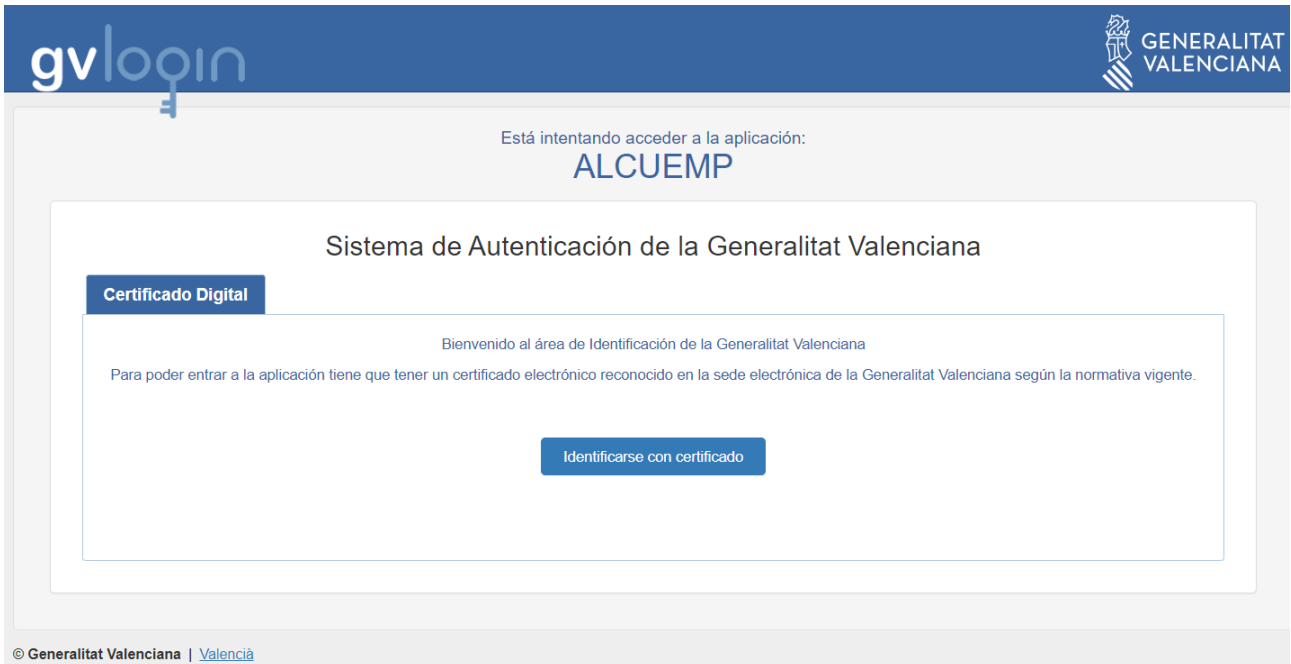 gvlogin
GENERALITAT
VALENCIANA
Está intentando acceder a la aplicación:
ALCUEMP
Sistema de Autenticación de la Generalitat Valenciana
Certificado Digital
Bienvenido al área de Identificación de la Generalitat Valenciana
Para poder entrar a la aplicación tiene que tener un certificado electrónico reconocido en la sede electrónica de la Generalitat Valenciana según la normativa vigente.
Identificarse con certificado
© Generalitat Valenciana | Valencià